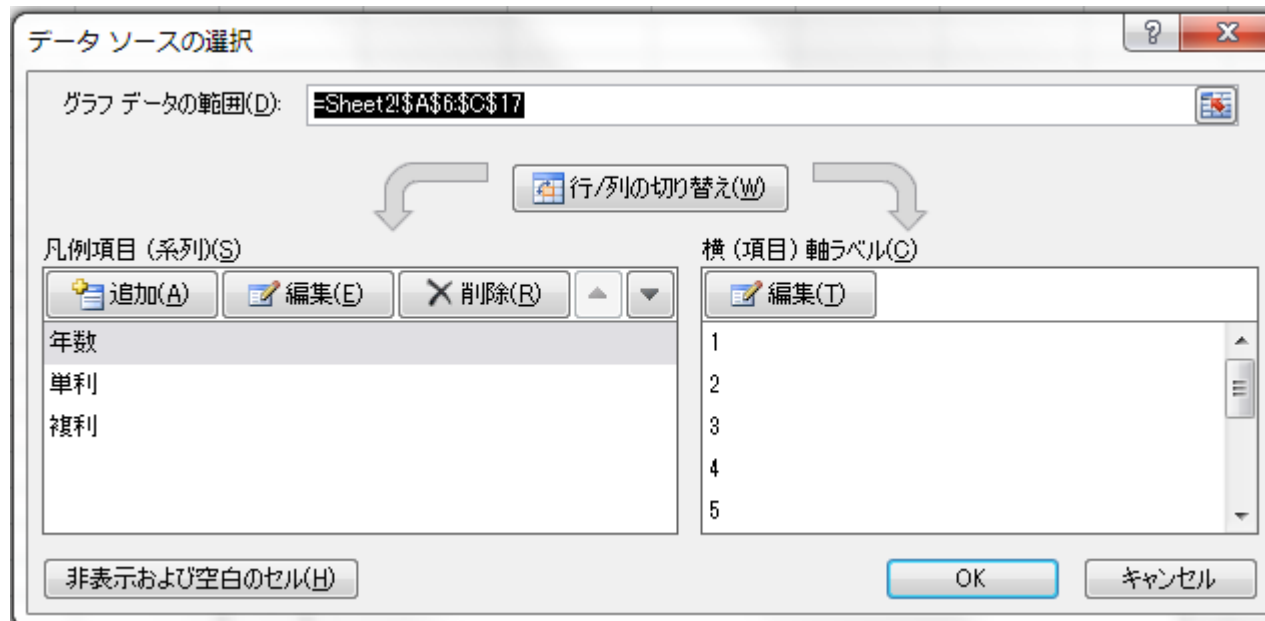 データ ソースの選択
グラフ データの範囲(D): =Sheet2!$A$6:$C$17
行/列の切り替え(W)
凡例項目 (系列)(S)
追加(A) 編集(E) 削除(R)
年数
単利
複利
横 (項目) 軸ラベル(C)
編集(T)
1
2
3
4
5
非表示および空白のセル(H)
OK キャンセル